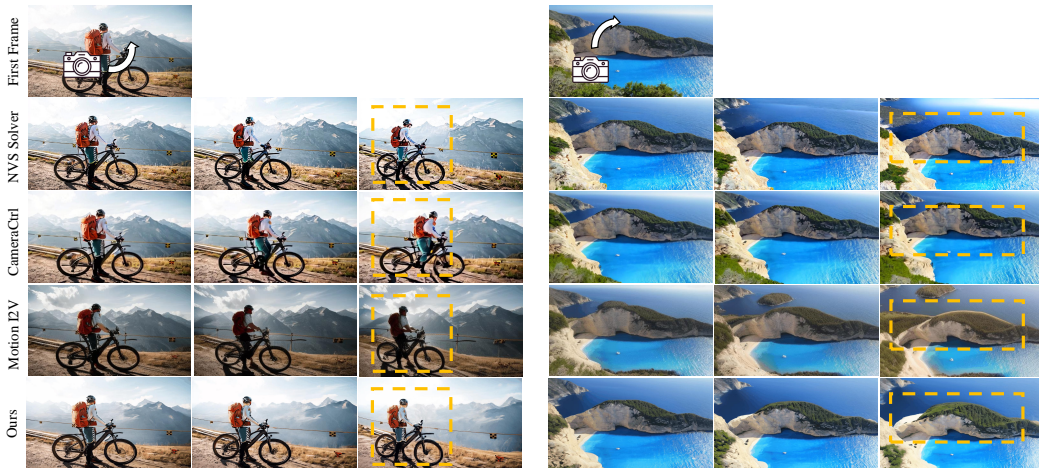 First Frame
NVS Solver
CameraCtrl
Motion I2V
Ours